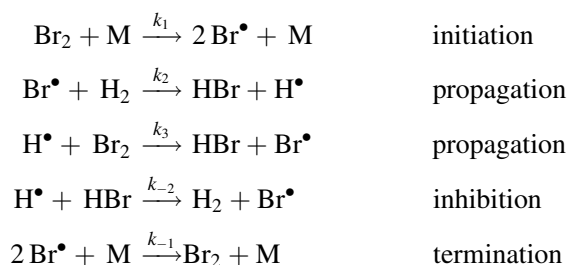 Br₂ + M —k₁→ 2 Br• + M initiation
Br• + H₂ —k₂→ HBr + H• propagation
H• + Br₂ —k₃→ HBr + Br• propagation
H• + HBr —k₋₂→ H₂ + Br• inhibition
2 Br• + M —k₋₁→ Br₂ + M termination